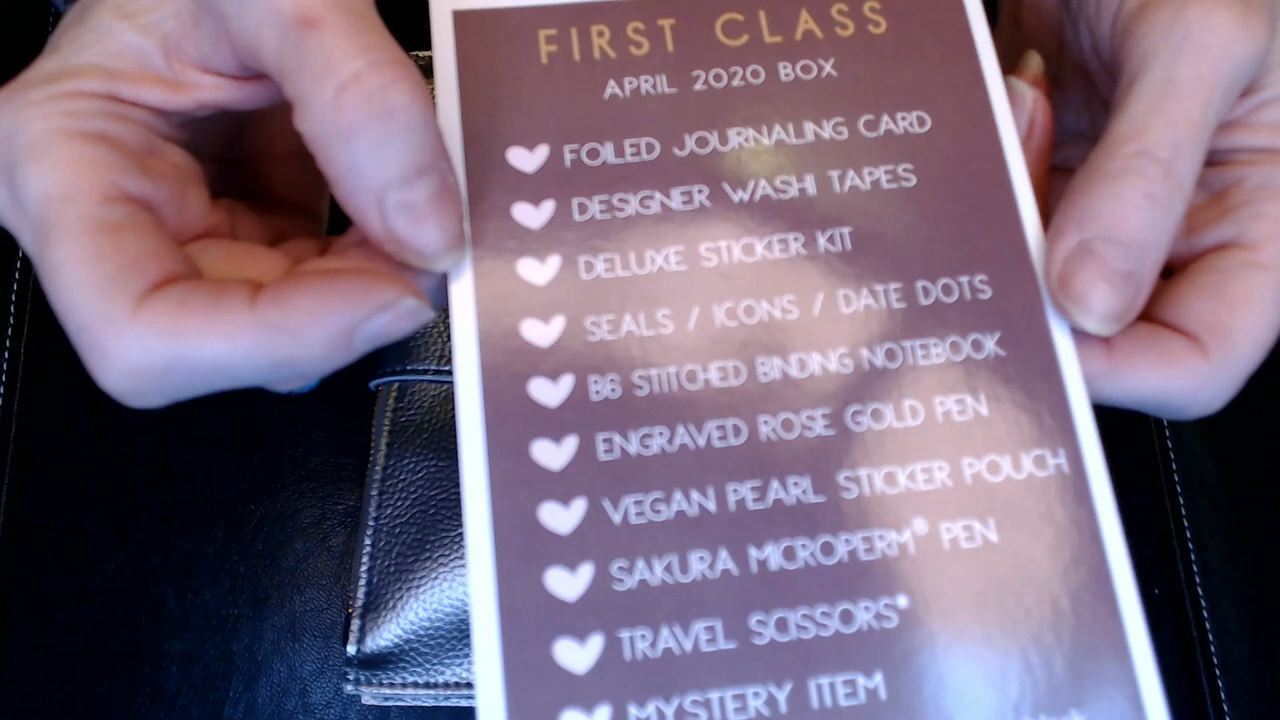 FIRST CLASS
APRIL 2020 BOX
FOILED JOURNALING CARD
DESIGNER WASHI TAPES
DELUXE STICKER KIT
SEALS / ICONS / DATE DOTS
B6 STITCHED BINDING NOTEBOOK
ENGRAVED ROSE GOLD PEN
VEGAN PEARL STICKER POUCH
SAKURA MICROPERM® PEN
TRAVEL SCISSORS*
MYSTERY ITEM